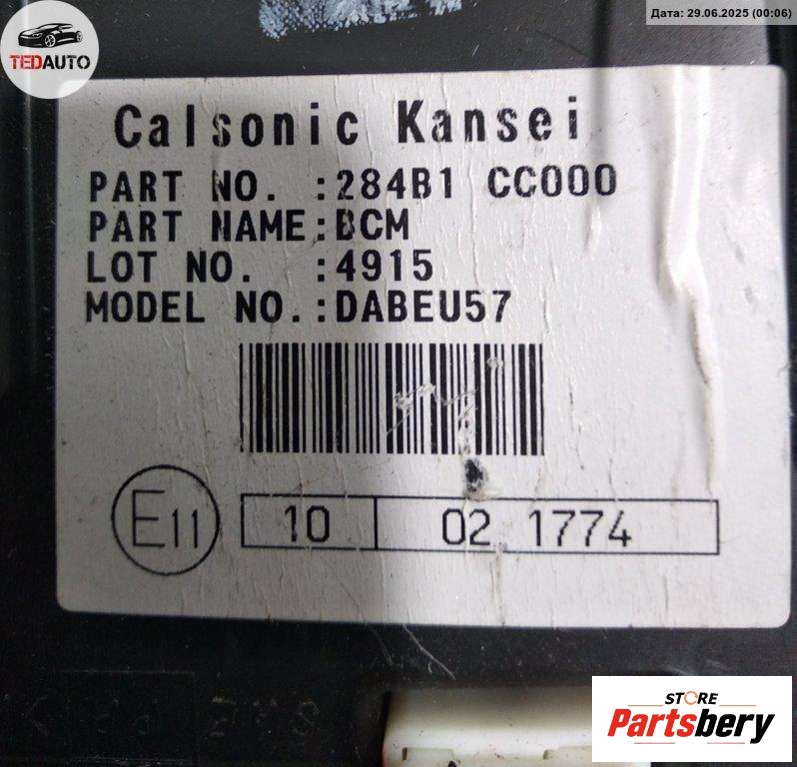 Дата: 29.06.2025 (00:06)
TEDAUTO
Calsonic Kansei
PART NO. :284B1 CC000
PART NAME:BCM
LOT NO. :4915
MODEL NO.:DABEU57
E11 10 02 1774
STORE
Partsbery